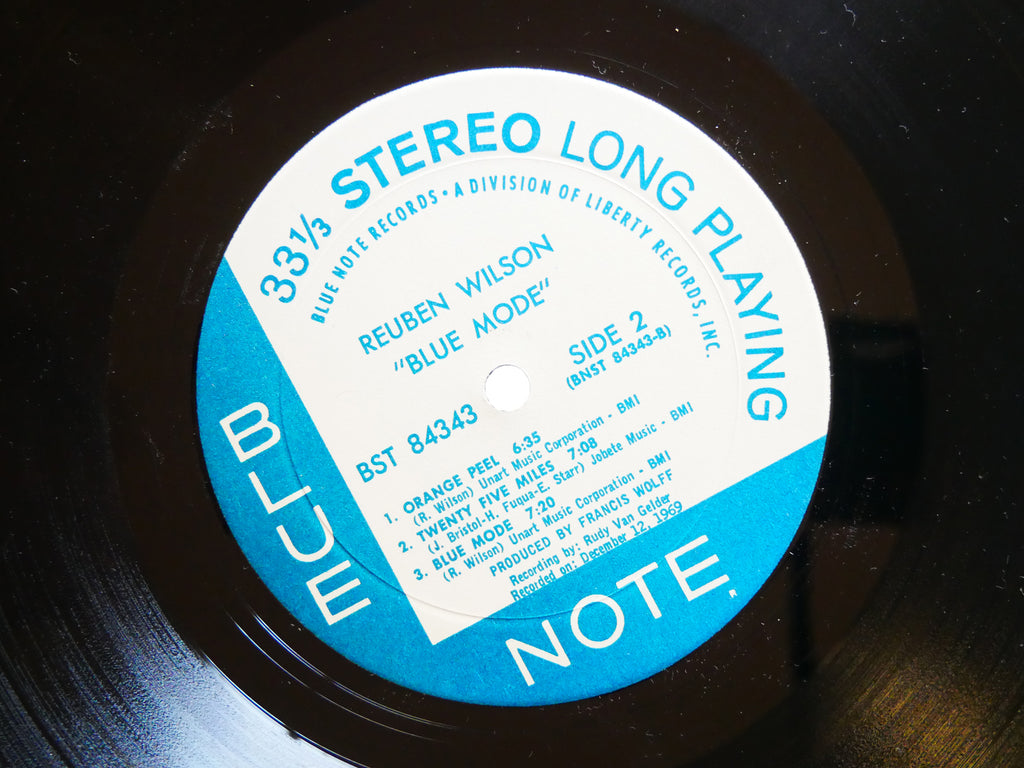 33⅓ STEREO LONG PLAYING
BLUE NOTE RECORDS • A DIVISION OF LIBERTY RECORDS, INC.
REUBEN WILSON
"BLUE MODE"
SIDE 2
BST 84343
(BNST 84343-B)
1. ORANGE PEEL 6:35
(R. Wilson) Unart Music Corporation - BMI
2. TWENTY FIVE MILES 7:08
(J. Bristol-H. Fuqua-E. Starr) Jobete Music - BMI
3. BLUE MODE 7:20
(R. Wilson) Unart Music Corporation - BMI
PRODUCED BY FRANCIS WOLFF
Recording by: Rudy Van Gelder
Recorded on: December 12, 1969
BLUE
NOTE
R